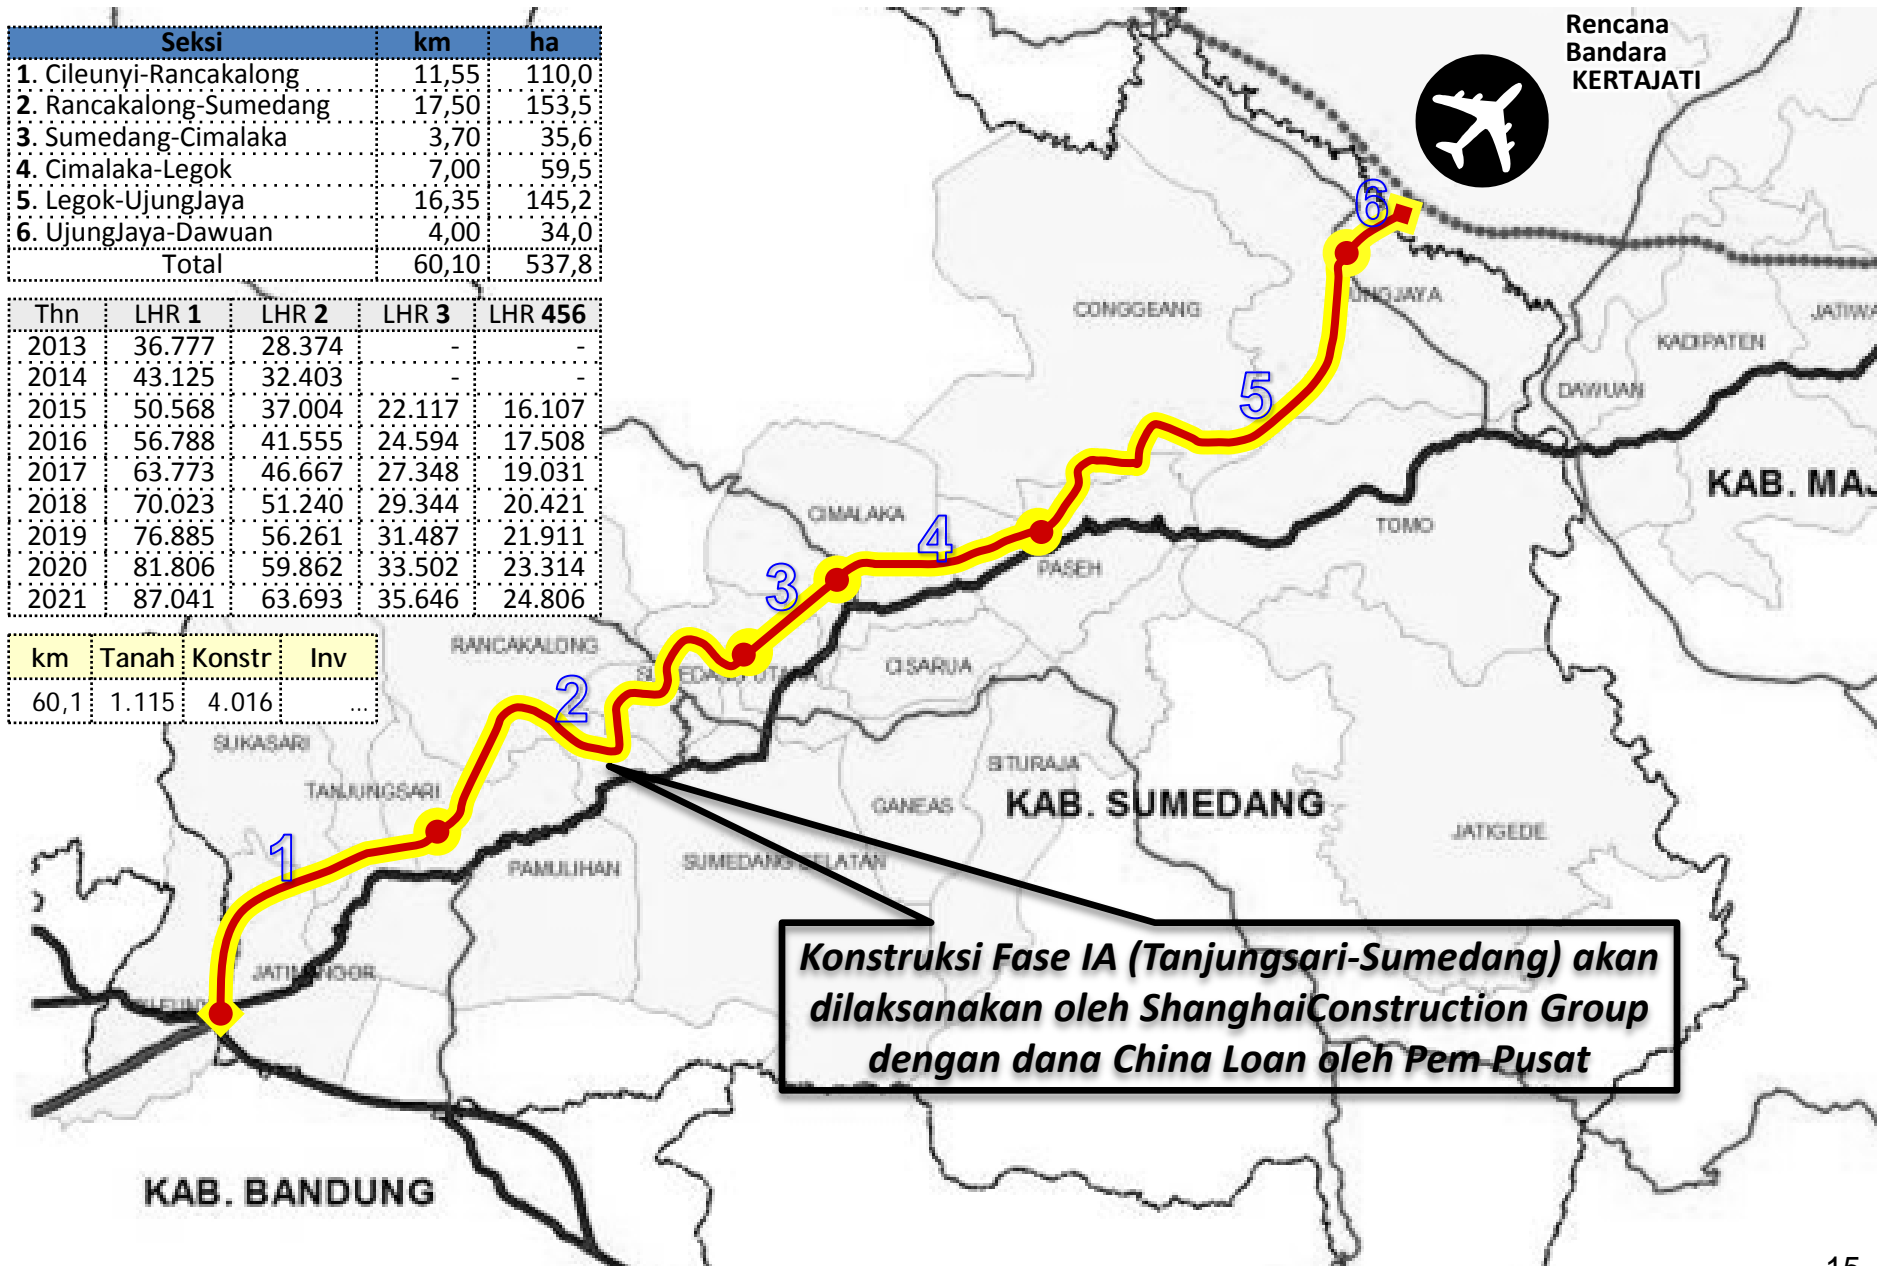 Seksi km ha
1. Cileunyi-Rancakalong 11,55 110,0
2. Rancakalong-Sumedang 17,50 153,5
3. Sumedang-Cimalaka 3,70 35,6
4. Cimalaka-Legok 7,00 59,5
5. Legok-UjungJaya 16,35 145,2
6. UjungJaya-Dawuan 4,00 34,0
Total 60,10 537,8
Thn LHR 1 LHR 2 LHR 3 LHR 456
2013 36.777 28.374 - -
2014 43.125 32.403 - -
2015 50.568 37.004 22.117 16.107
2016 56.788 41.555 24.594 17.508
2017 63.773 46.667 27.348 19.031
2018 70.023 51.240 29.344 20.421
2019 76.885 56.261 31.487 21.911
2020 81.806 59.862 33.502 23.314
2021 87.041 63.693 35.646 24.806
km Tanah Konstr Inv
60,1 1.115 4.016 ...
Rencana
Bandara
KERTAJATI
6
CONGGEANG
JATIWA
KADIPATEN
DAWUAN
5
KAB. MAJ
CIMALAKA
TOMO
4
PASEH
3
RANCAKALONG
CISARUA
2
SUKASARI
SITURAJA
TANJUNGSARI
GANEAS
KAB. SUMEDANG
JATIGEDE
1
PAMULIHAN
SUMEDANG SELATAN
Konstruksi Fase IA (Tanjungsari-Sumedang) akan
dilaksanakan oleh ShanghaiConstruction Group
dengan dana China Loan oleh Pem Pusat
KAB. BANDUNG
15